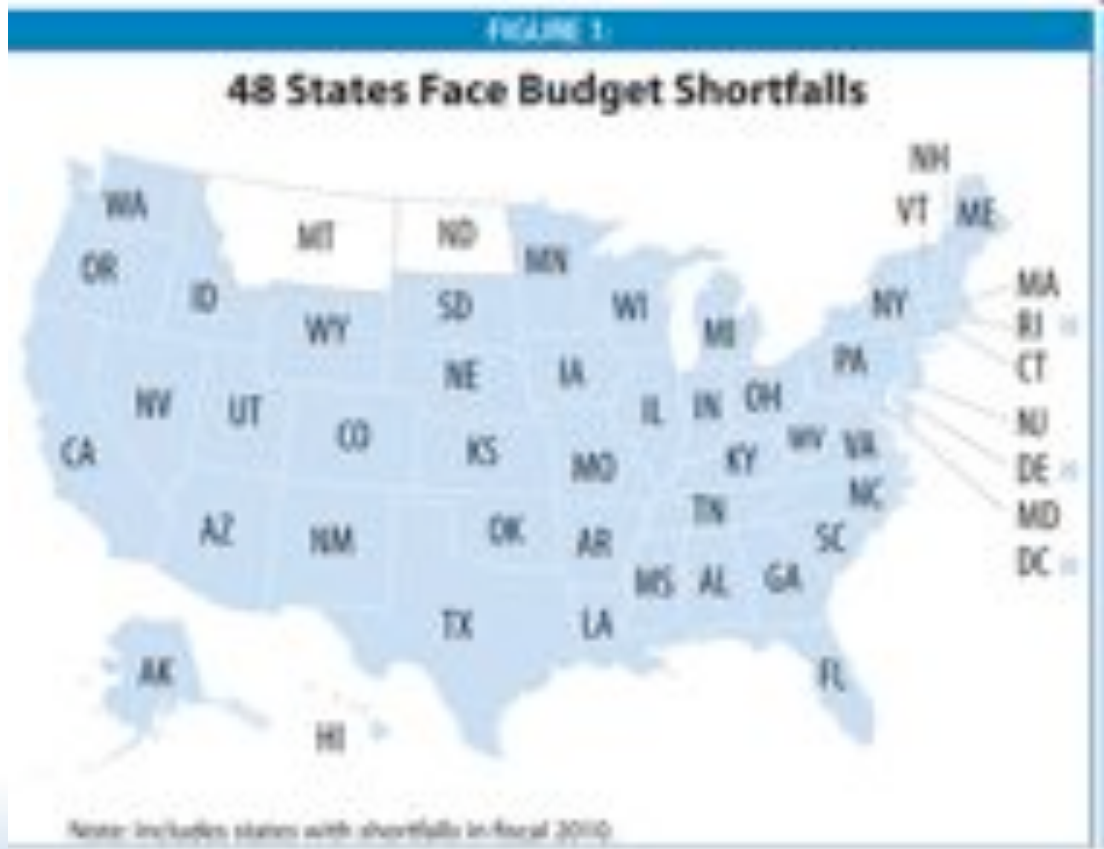 FIGURE 1:
48 States Face Budget Shortfalls
NH
VT ME
WA
MT ND
MN
OR
ID
SD
WI
NY
MA
WY
MI
RI
NE
IA
PA
CT
NV UT
IL IN OH
NJ
CO
KS
MO
KY
WV VA
CA
DE
NC
AZ NM
OK
AR
TN
SC
MD
MS AL GA
DC
TX
LA
AK
FL
HI
Note: Includes states with shortfalls in fiscal 2010.